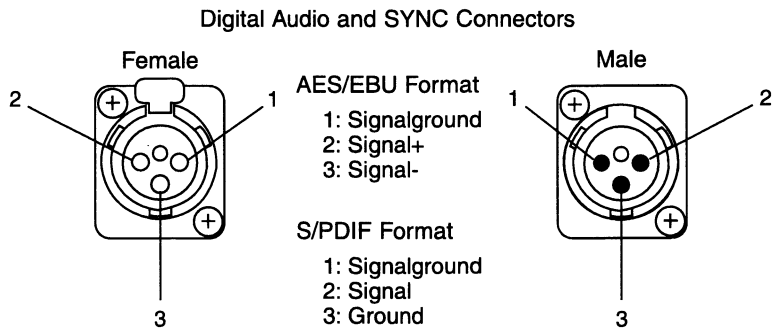 Digital Audio and SYNC Connectors
Female
2
1
3
AES/EBU Format
1: Signalground
2: Signal+
3: Signal-
S/PDIF Format
1: Signalground
2: Signal
3: Ground
Male
1
2
3